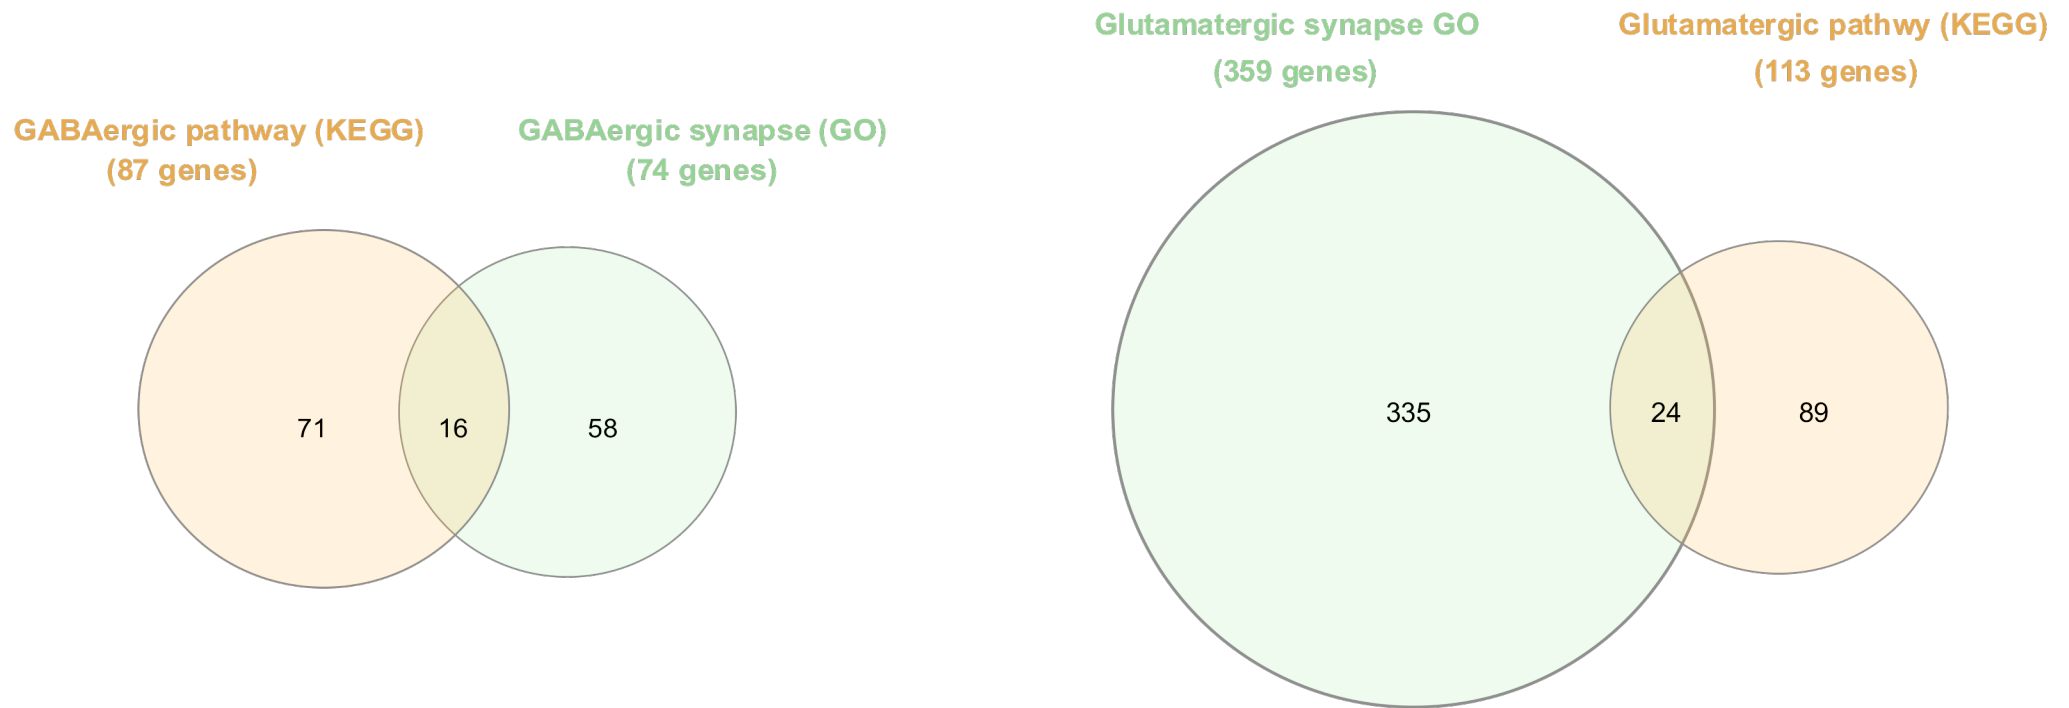 GABAergic pathway (KEGG)
(87 genes)
GABAergic synapse (GO)
(74 genes)
71
16
58
Glutamatergic synapse GO
(359 genes)
Glutamatergic pathwy (KEGG)
(113 genes)
335
24
89